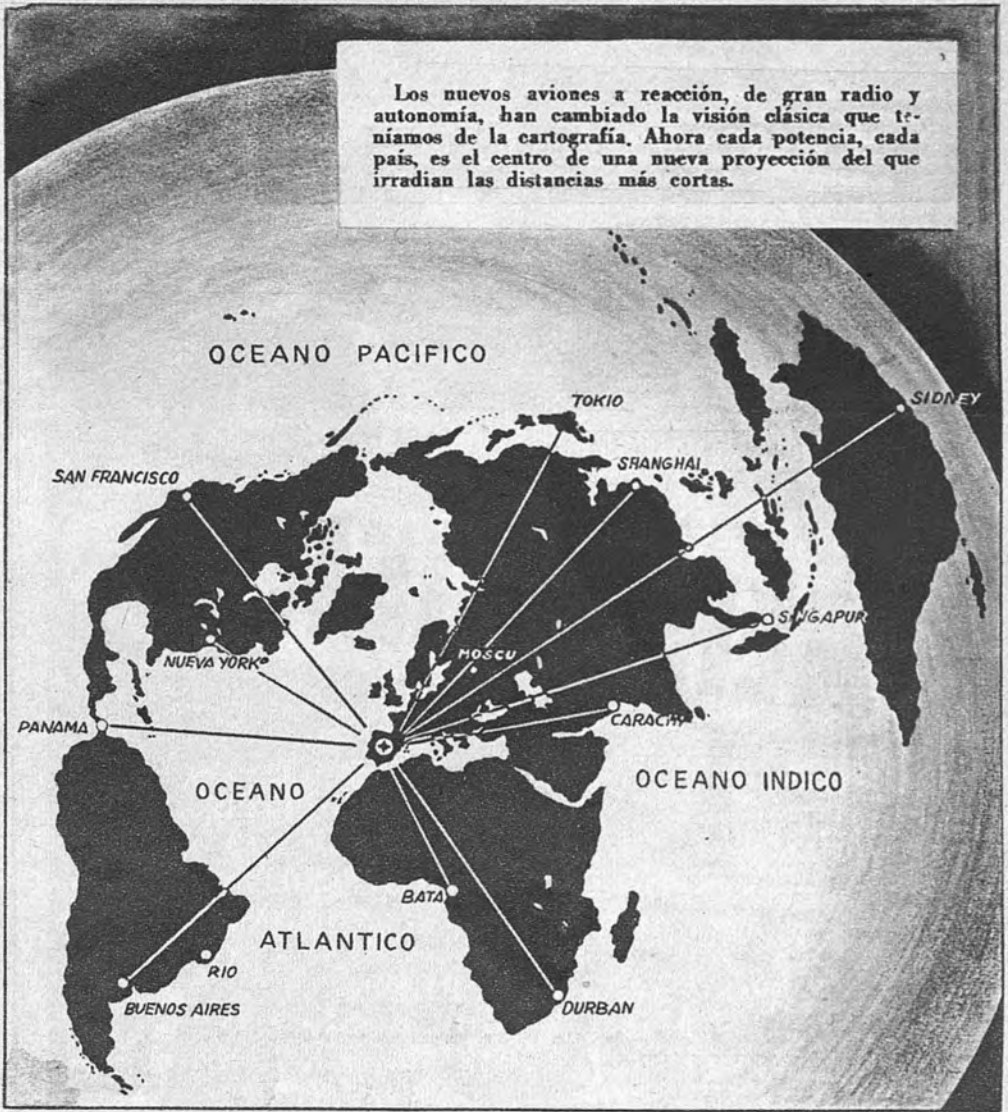 Los nuevos aviones a reacción, de gran radio y
autonomía, han cambiado la visión clásica que te-
níamos de la cartografía. Ahora cada potencia, cada
país, es el centro de una nueva proyección del que
irradian las distancias más cortas.
OCEANO PACIFICO
TOKIO
SIDNEY
SAN FRANCISCO
SHANGHAI
SINGAPUR
MOSCU
NUEVA YORK
CARACHI
PANAMA
OCEANO INDICO
OCEANO
BATA
ATLANTICO
RIO
BUENOS AIRES
DURBAN